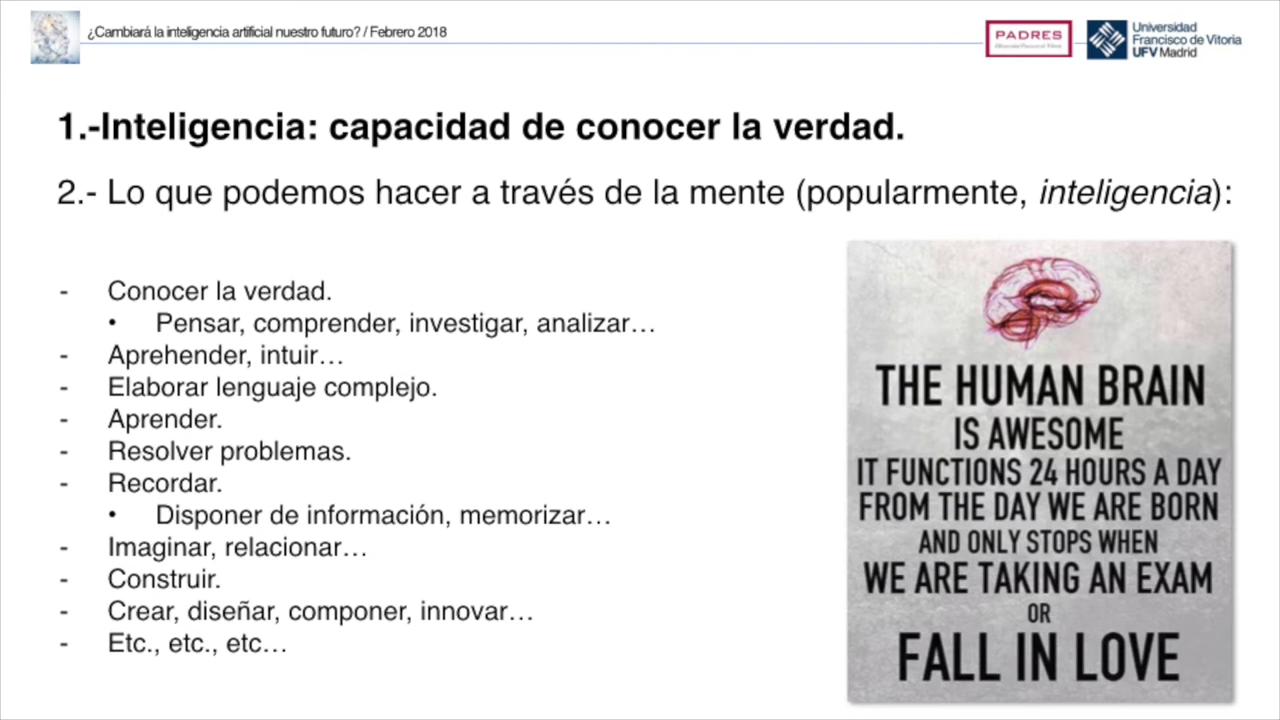 ¿Cambiará la inteligencia artificial nuestro futuro? / Febrero 2018
PADRES
Universidad
Francisco de Vitoria
UFV Madrid
1.-Inteligencia: capacidad de conocer la verdad.
2.- Lo que podemos hacer a través de la mente (popularmente, inteligencia):
- Conocer la verdad.
• Pensar, comprender, investigar, analizar…
- Aprehender, intuir…
- Elaborar lenguaje complejo.
- Aprender.
- Resolver problemas.
- Recordar.
• Disponer de información, memorizar…
- Imaginar, relacionar…
- Construir.
- Crear, diseñar, componer, innovar…
- Etc., etc., etc…
THE HUMAN BRAIN
IS AWESOME
IT FUNCTIONS 24 HOURS A DAY
FROM THE DAY WE ARE BORN
AND ONLY STOPS WHEN
WE ARE TAKING AN EXAM
OR
FALL IN LOVE